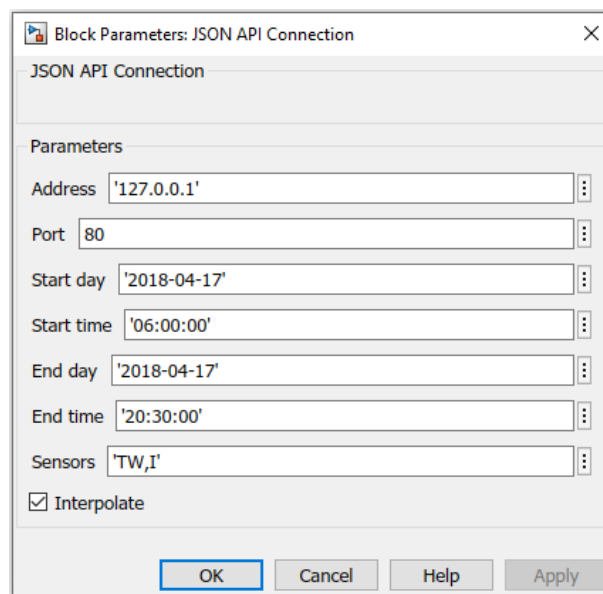 Block Parameters: JSON API Connection
JSON API Connection
Parameters
Address '127.0.0.1'
Port 80
Start day '2018-04-17'
Start time '06:00:00'
End day '2018-04-17'
End time '20:30:00'
Sensors 'TW,I'
Interpolate
OK Cancel Help Apply